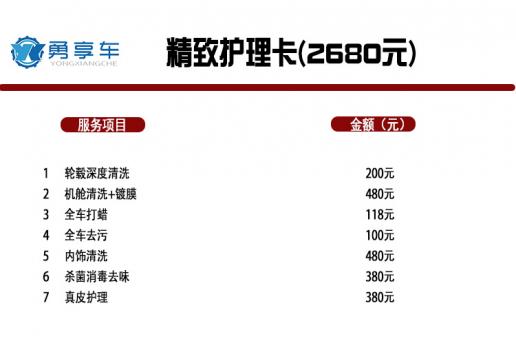 勇享车
YONGXIANGCHE
精致护理卡(2680元)
服务项目 金额（元）
1 轮毂深度清洗 200元
2 机舱清洗+镀膜 480元
3 全车打蜡 118元
4 全车去污 100元
5 内饰清洗 480元
6 杀菌消毒去味 380元
7 真皮护理 380元